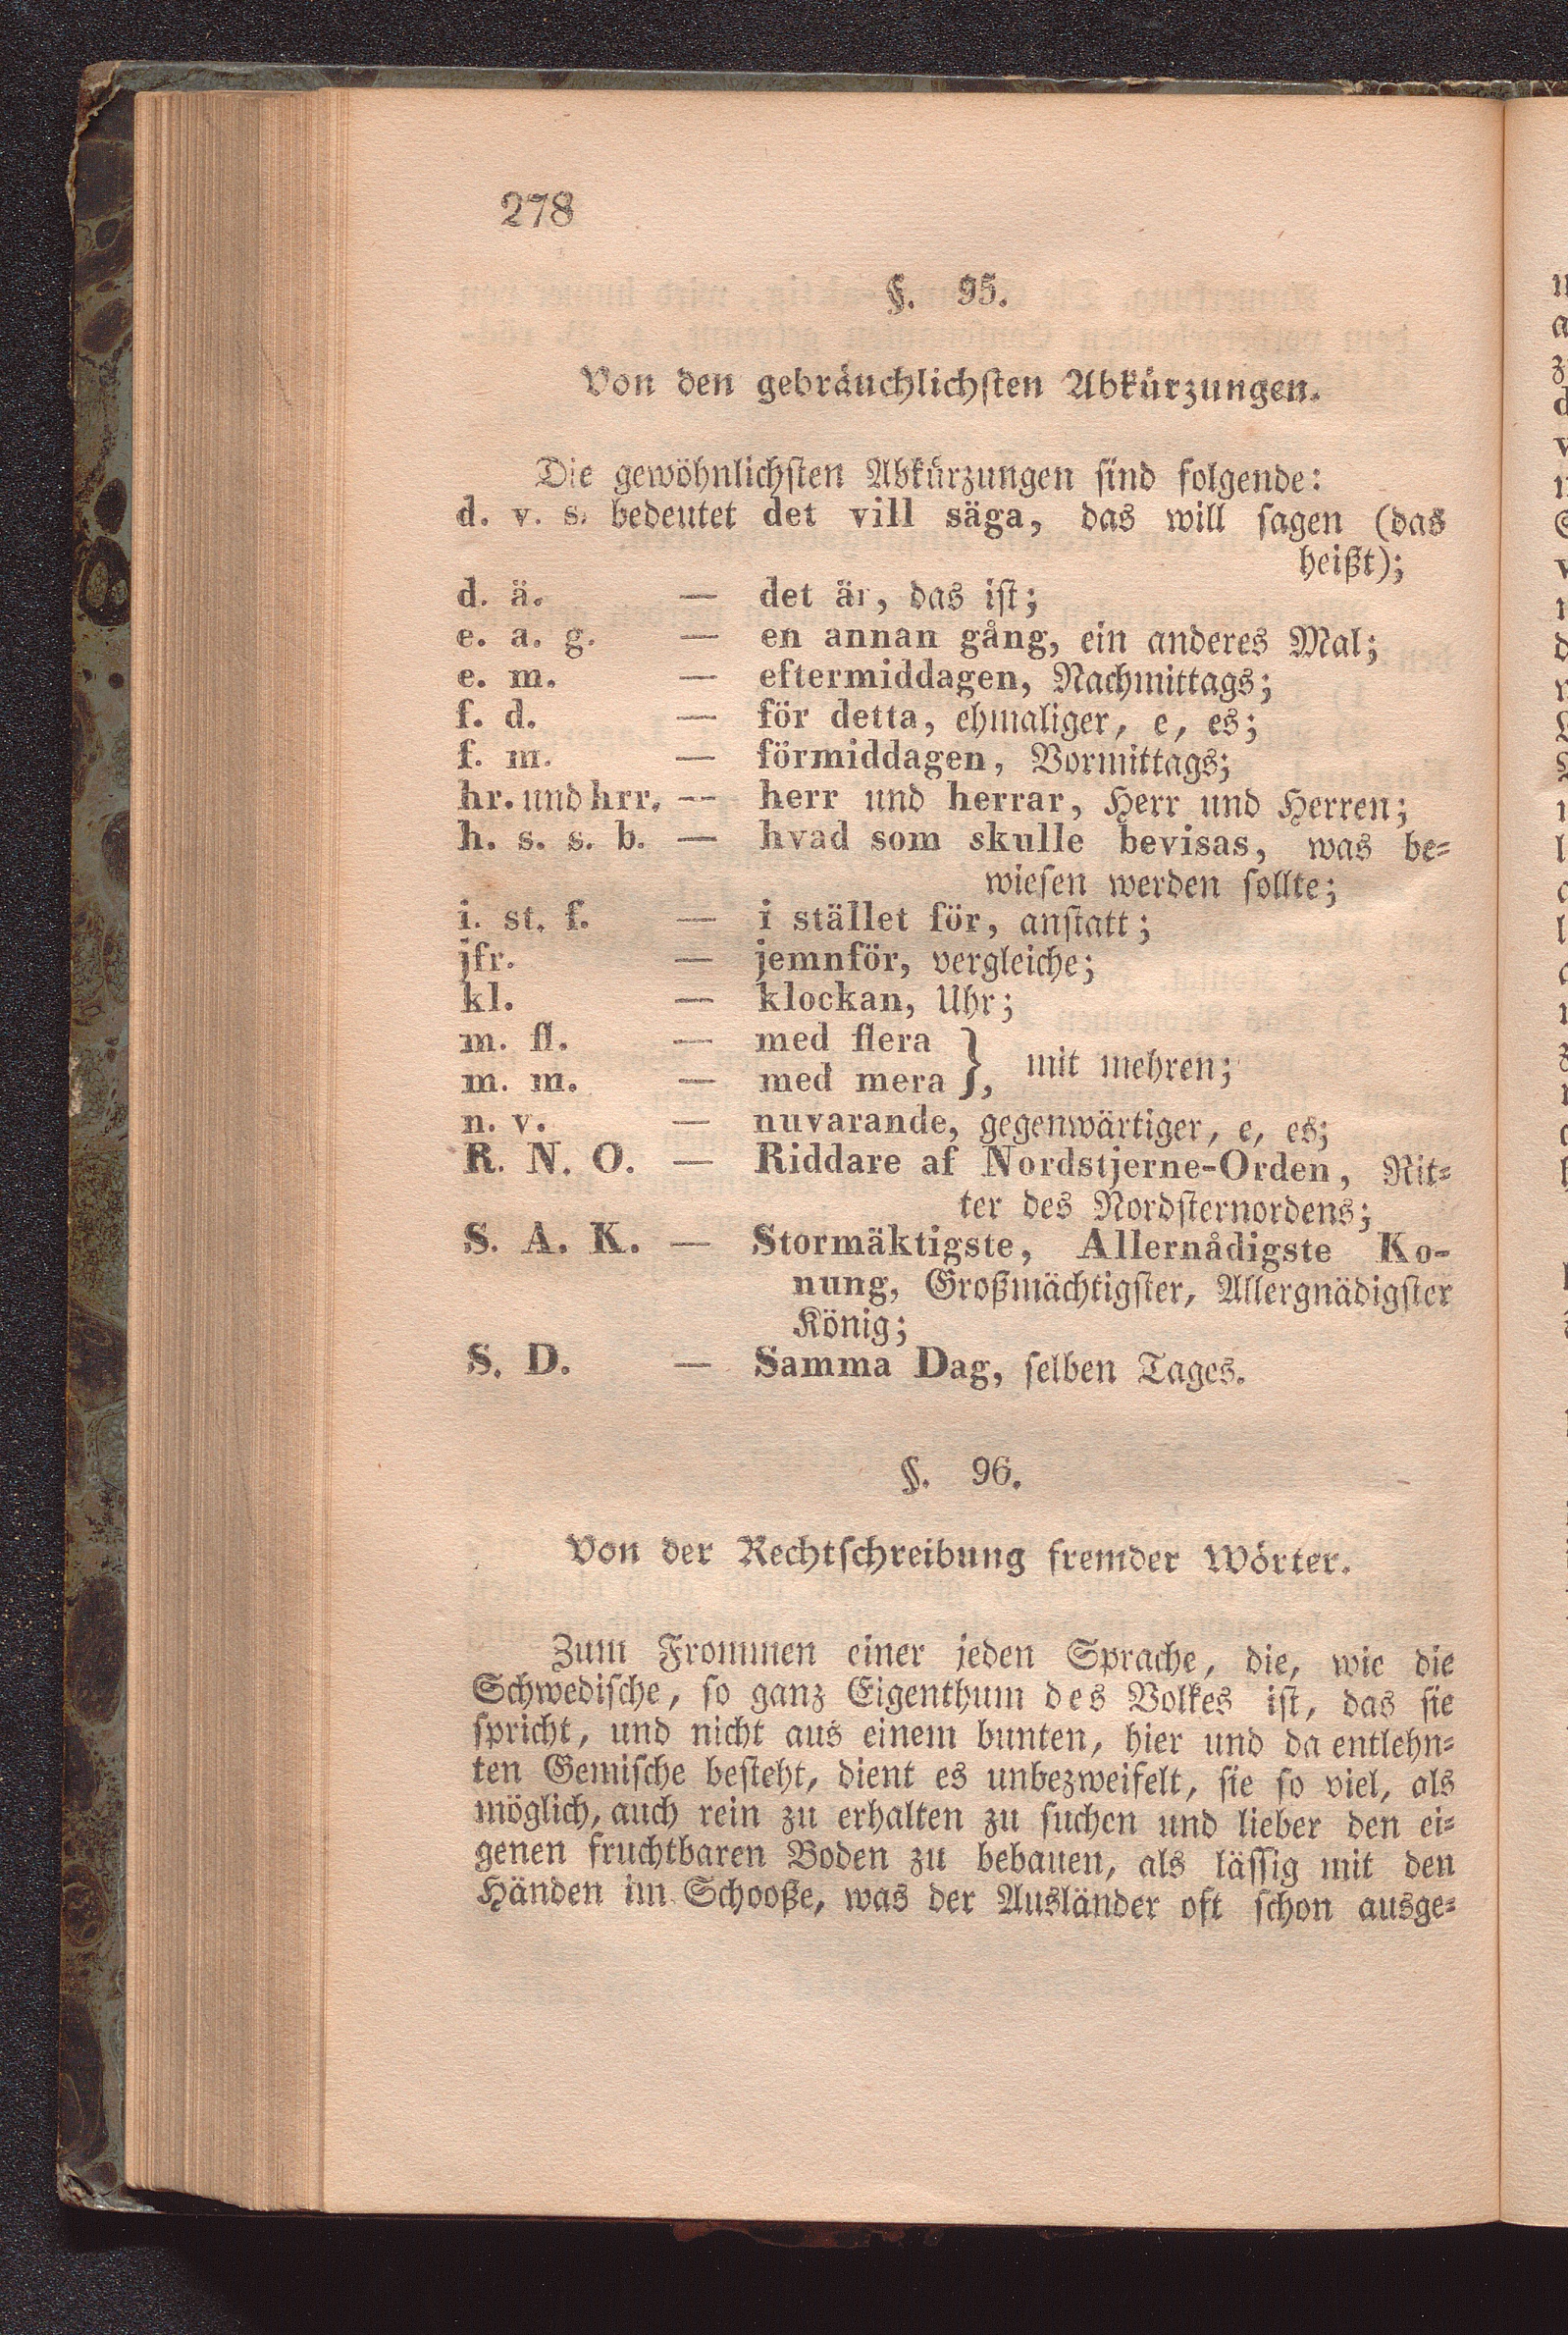 278
§. 95.
Von den gebräuchlichsten Abkürzungen.
Die gewöhnlichsten Abkürzungen sind folgende:
d. v. s. bedeutet det vill säga, das will sagen (das
heißt);
d. ä. — det är, das ist;
e. a. g. — en annan gång, ein anderes Mal;
e. m. — eftermiddagen, Nachmittags;
f. d. — för detta, ehmaliger, e, es;
f. m. — förmiddagen, Vormittags;
hr. und hrr. — herr und herrar, Herr und Herren;
h. s. s. b. — hvad som skulle bevisas, was be-
wiesen werden sollte;
i. st. f. — i stället för, anstatt;
jfr. — jemnför, vergleiche;
kl. — klockan, Uhr;
m. fl. — med flera
m. m. — med mera }, mit mehren;
n. v. — nuvarande, gegenwärtiger, e, es;
R. N. O. — Riddare af Nordstjerne-Orden, Rit-
ter des Nordsternordens;
S. A. K. — Stormäktigste, Allernådigste Ko-
nung, Großmächtigster, Allergnädigster
König;
S. D. — Samma Dag, selben Tages.
§. 96.
Von der Rechtschreibung fremder Wörter.
Zum Frommen einer jeden Sprache, die, wie die
Schwedische, so ganz Eigenthum des Volkes ist, das sie
spricht, und nicht aus einem bunten, hier und da entlehn-
ten Gemische besteht, dient es unbezweifelt, sie so viel, als
möglich, auch rein zu erhalten zu suchen und lieber den ei-
genen fruchtbaren Boden zu bebauen, als lässig mit den
Händen im Schooße, was der Ausländer oft schon ausge-